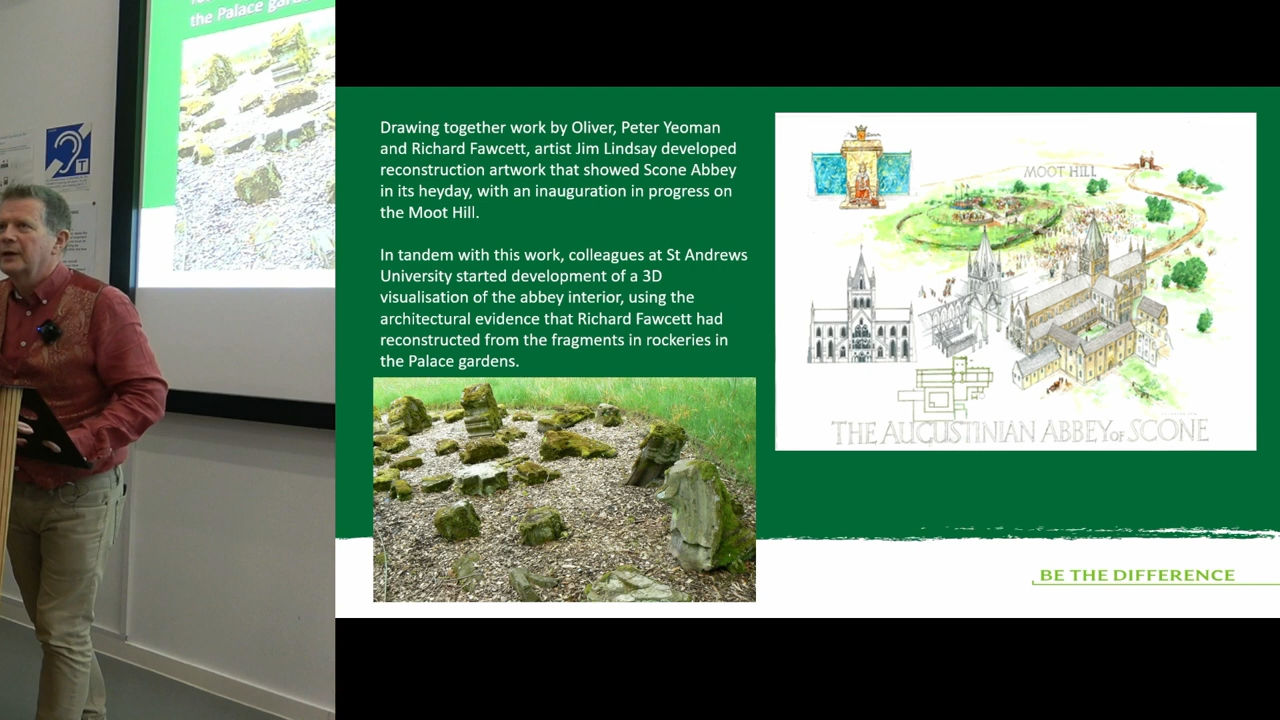 the Palace gard
Drawing together work by Oliver, Peter Yeoman
and Richard Fawcett, artist Jim Lindsay developed
reconstruction artwork that showed Scone Abbey
in its heyday, with an inauguration in progress on
the Moot Hill.
In tandem with this work, colleagues at St Andrews
University started development of a 3D
visualisation of the abbey interior, using the
architectural evidence that Richard Fawcett had
reconstructed from the fragments in rockeries in
the Palace gardens.
MOOT HILL
THE AUGUSTINIAN ABBEY OF SCONE
BE THE DIFFERENCE
T